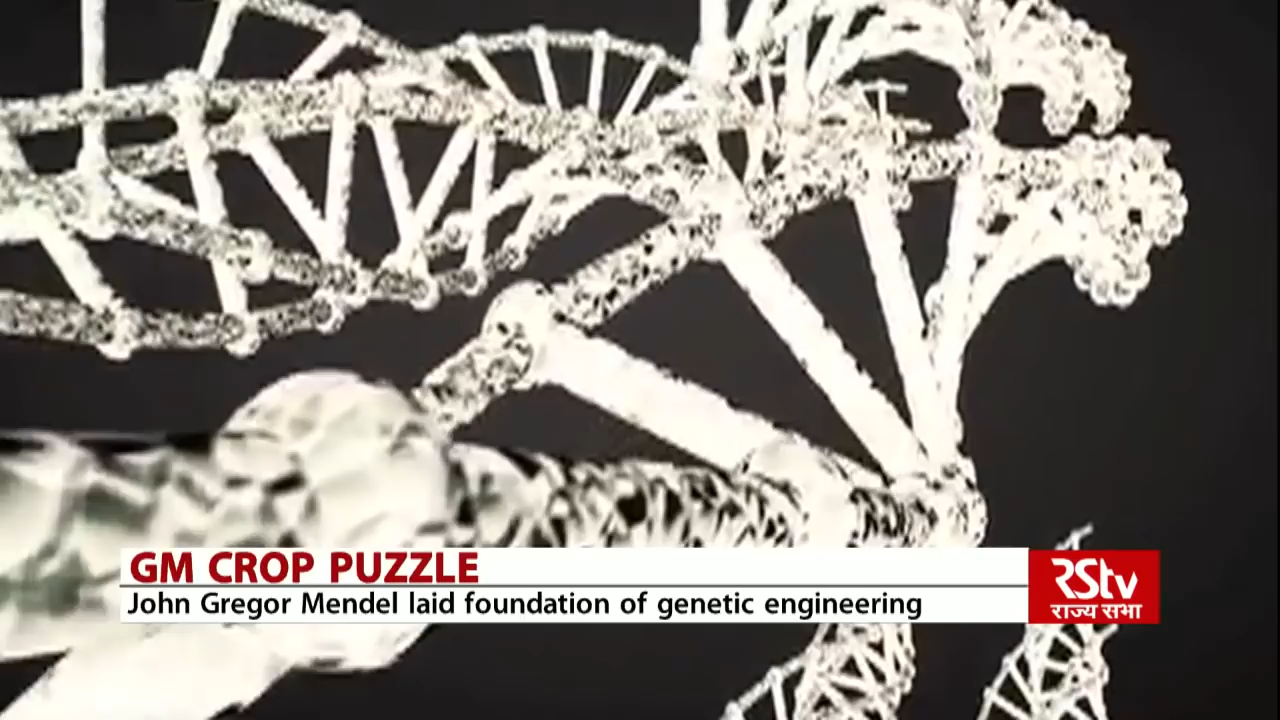 GM CROP PUZZLE
John Gregor Mendel laid foundation of genetic engineering
RStv
राज्य सभा